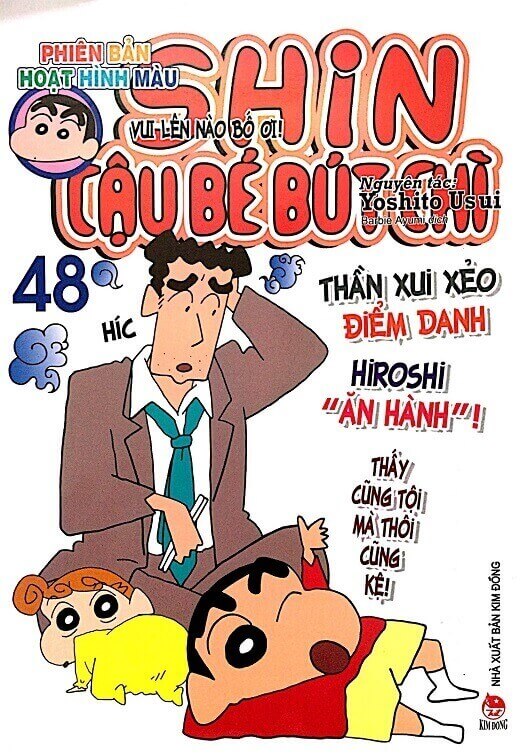 PHIÊN BẢN
HOẠT HÌNH MÀU
SHIN
VUI LÊN NÀO BỐ ƠI!
CẬU BÉ BÚT CHÌ
Nguyên tác:
Yoshito Usui
Barbie Ayumi dịch
48
HÍC
THẦN XUI XẺO
ĐIỂM DANH
HIROSHI
"ĂN HÀNH"!
THẤY
CŨNG TỘI
MÀ THÔI
CŨNG
KỆ!
NHÀ XUẤT BẢN KIM ĐỒNG
KIM ĐỒNG